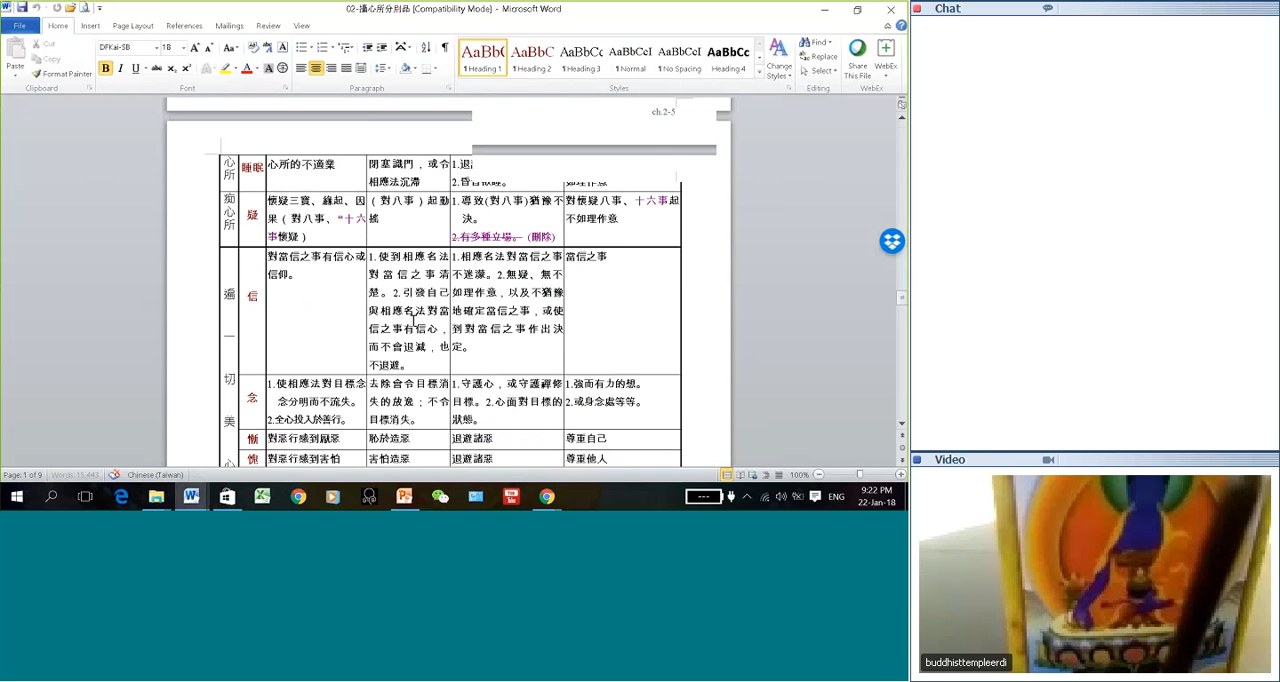 02-攝心所分別品 [Compatibility Mode] - Microsoft Word
File Home Insert Page Layout References Mailings Review View
Cut
Copy
Format Painter
Paste
DFKai-SB 18
AaBbC AaBbC AaBbCc AaBbCcI AaBbCcI AaBbCc
¶ Heading 1 ¶ Heading 2 ¶ Heading 3 ¶ Normal ¶ No Spacing ¶ Heading 4
Change Styles
Find
Replace
Select
Share This File
WebEx
Clipboard Font Paragraph Styles Editing WebEx
ch.2-5
心所
睡眠
心所的不適業
閉塞識門，或令
相應法沉滯
1.退
2.昏
如理作意
痴心所
疑
懷疑三寶、緣起、因
果（對八事、“十六
事懷疑）
（對八事）起動
搖
1.導致(對八事)猶豫不
決。
2.有多種立場。 (刪除)
對懷疑八事、十六事起
不如理作意
遍一切美心
信
對當信之事有信心或
信仰。
1.使到相應名法
對當信之事清
楚。2.引發自己
與相應名法對當
信之事有信心，
而不會退減，也
不退避。
1.相應名法對當信之事
不迷濛。2.無疑、無不
如理作意，以及不猶豫
地確定當信之事，或使
到對當信之事作出決
定。
當信之事
念
1.使相應法對目標念
念分明而不流失。
2.全心投入於善行。
去除會令目標消
失的放逸；不令
目標消失。
1.守護心，或守護禪修
目標。2.心面對目標的
狀態。
1.強而有力的想。
2.或身念處等等。
慚
對惡行感到厭惡
恥於造惡
退避諸惡
尊重自己
愧
對惡行感到害怕
害怕造惡
退避諸惡
尊重他人
Page: 1 of 9 Words: 15,443 Chinese (Taiwan) 100%
ENG
9:22 PM
22-Jan-18
Chat
Video
buddhisttempleerdi